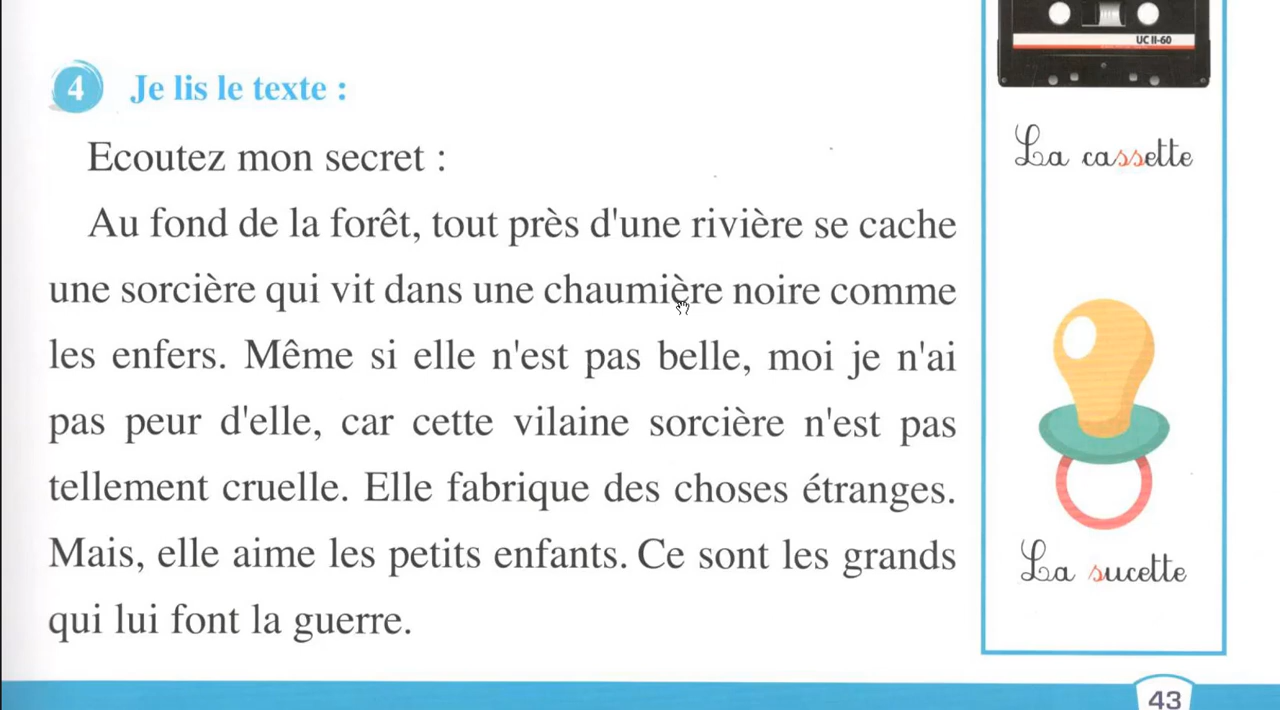 UC II-60
4 Je lis le texte :
Ecoutez mon secret :
Au fond de la forêt, tout près d'une rivière se cache
une sorcière qui vit dans une chaumière noire comme
les enfers. Même si elle n'est pas belle, moi je n'ai
pas peur d'elle, car cette vilaine sorcière n'est pas
tellement cruelle. Elle fabrique des choses étranges.
Mais, elle aime les petits enfants. Ce sont les grands
qui lui font la guerre.
La cassette
La sucette
43